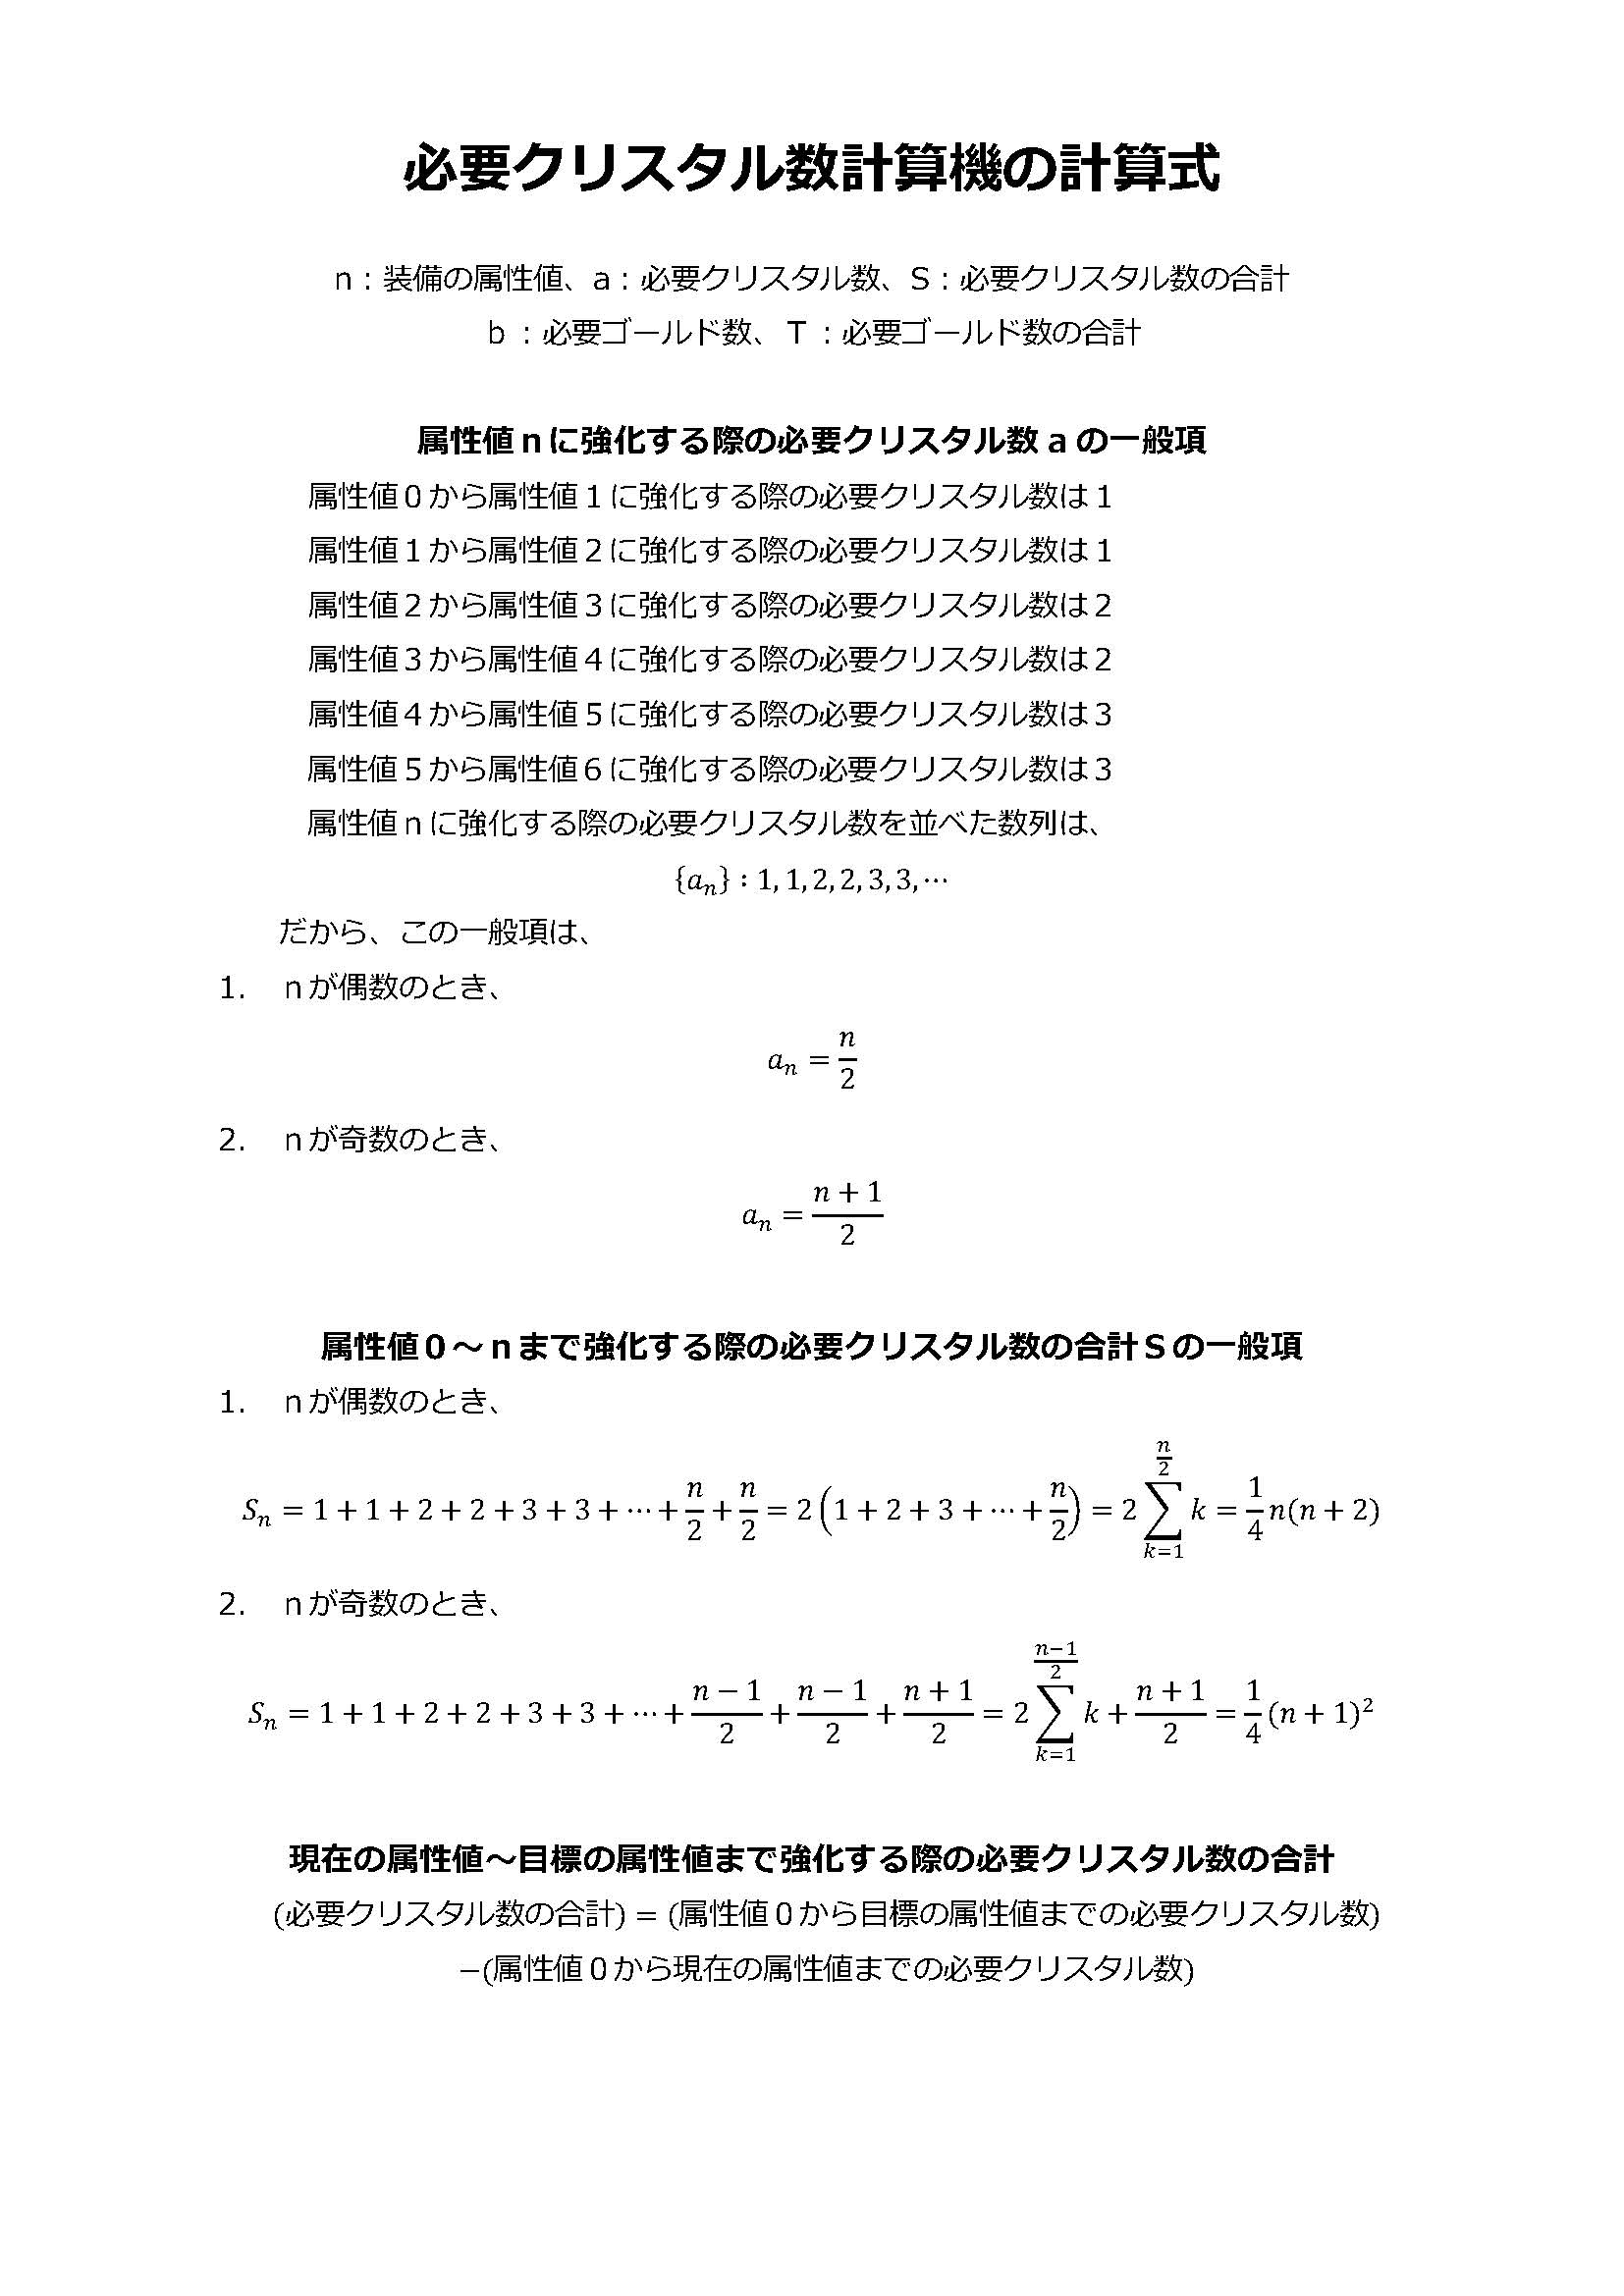 必要クリスタル数計算機の計算式
n:装備の属性値、a:必要クリスタル数、S:必要クリスタル数の合計
b:必要ゴールド数、T:必要ゴールド数の合計
属性値nに強化する際の必要クリスタル数 a の一般項
属性値0から属性値1に強化する際の必要クリスタル数は1
属性値1から属性値2に強化する際の必要クリスタル数は1
属性値2から属性値3に強化する際の必要クリスタル数は2
属性値3から属性値4に強化する際の必要クリスタル数は2
属性値4から属性値5に強化する際の必要クリスタル数は3
属性値5から属性値6に強化する際の必要クリスタル数は3
属性値nに強化する際の必要クリスタル数を並べた数列は、
{a_n}:1,1,2,2,3,3,⋯
だから、この一般項は、
1. nが偶数のとき、
a_n = n/2
2. nが奇数のとき、
a_n = (n+1)/2
属性値0~nまで強化する際の必要クリスタル数の合計Sの一般項
1. nが偶数のとき、
S_n = 1+1+2+2+3+3+⋯+n/2+n/2 = 2(1+2+3+⋯+n/2) = 2∑_{k=1}^{n/2} k = 1/4 n(n+2)
2. nが奇数のとき、
S_n = 1+1+2+2+3+3+⋯+(n−1)/2+(n−1)/2+(n+1)/2 = 2∑_{k=1}^{(n−1)/2} k+(n+1)/2 = 1/4 (n+1)²
現在の属性値~目標の属性値まで強化する際の必要クリスタル数の合計
(必要クリスタル数の合計) = (属性値0から目標の属性値までの必要クリスタル数)
−(属性値0から現在の属性値までの必要クリスタル数)